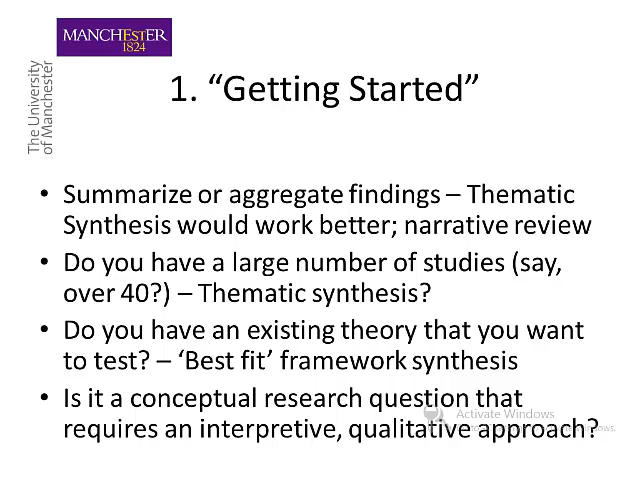 MANCHESTER
1824
The University
of Manchester
1. “Getting Started”
• Summarize or aggregate findings – Thematic
Synthesis would work better; narrative review
• Do you have a large number of studies (say,
over 40?) – Thematic synthesis?
• Do you have an existing theory that you want
to test? – ‘Best fit’ framework synthesis
• Is it a conceptual research question that
requires an interpretive, qualitative approach?
Activate Windows